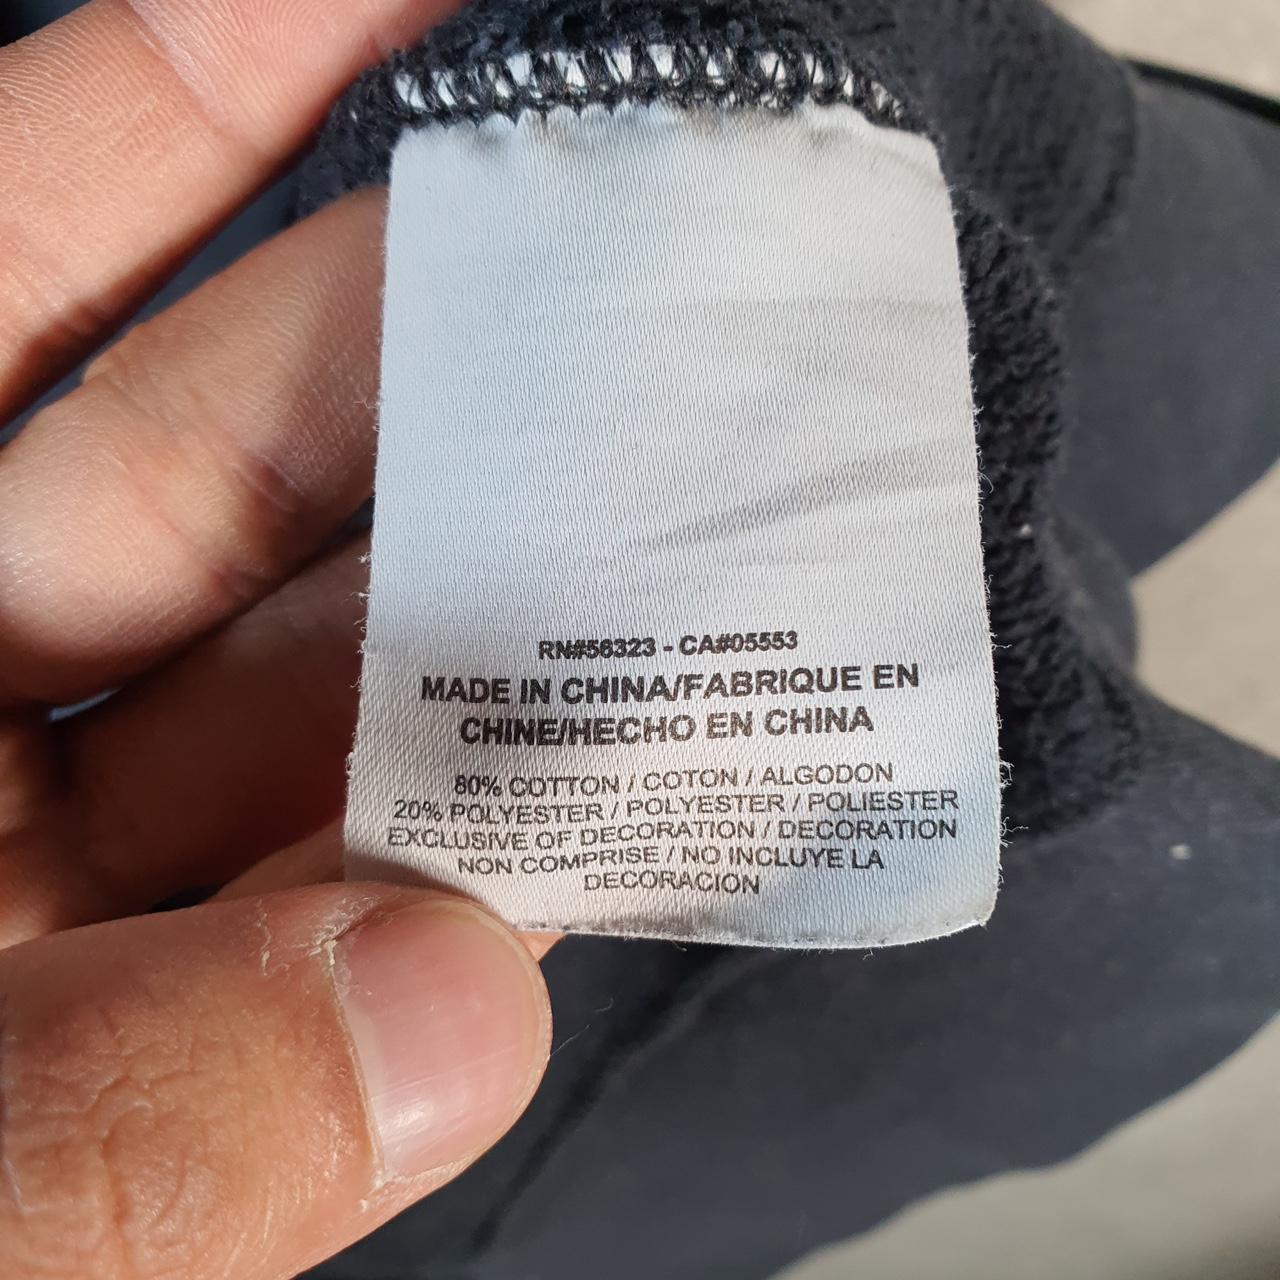 RN#56323 - CA#05553
MADE IN CHINA/FABRIQUE EN
CHINE/HECHO EN CHINA
80% COTTON / COTON / ALGODON
20% POLYESTER / POLYESTER / POLIESTER
EXCLUSIVE OF DECORATION / DECORATION
NON COMPRISE / NO INCLUYE LA
DECORACION